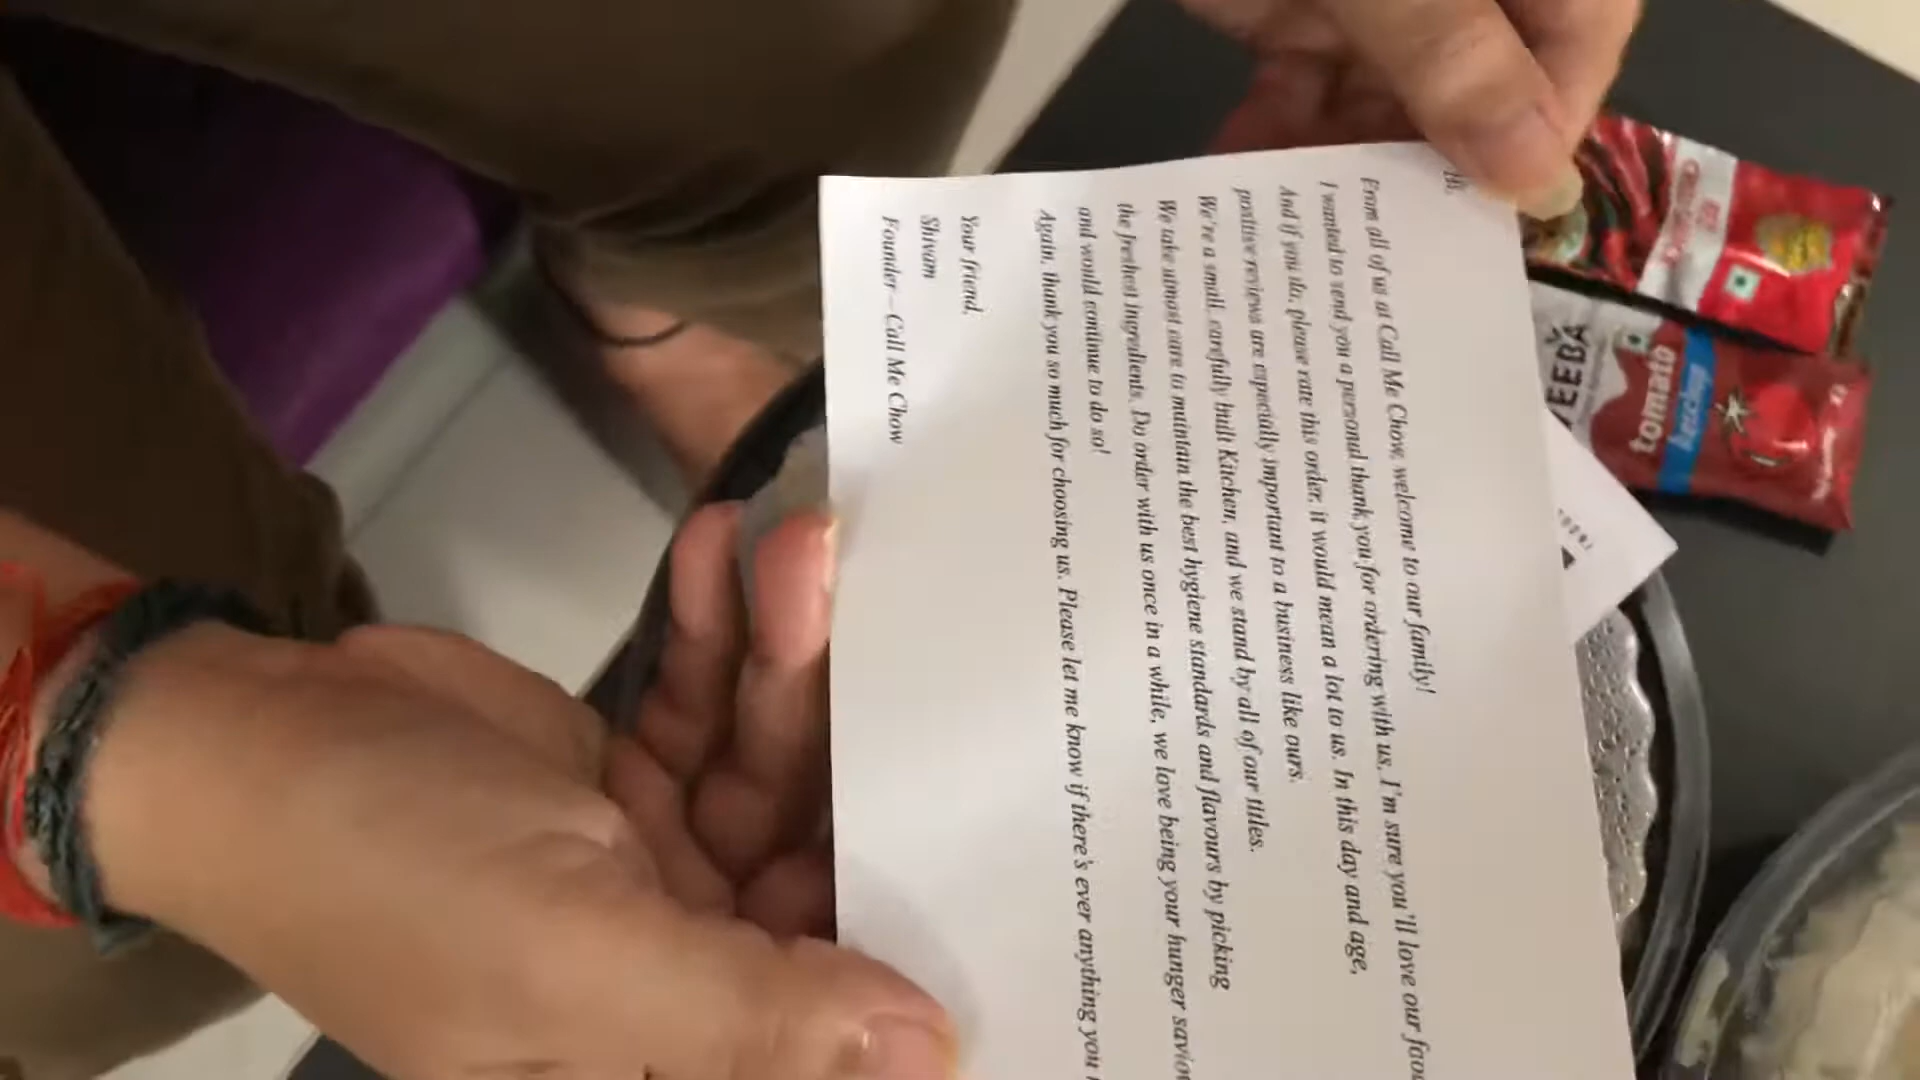 Hi,
From all of us at Call Me Chow, welcome to our family!
I wanted to send you a personal thank you for ordering with us, I'm sure you'll love our
And if you do, please rate this order, it would mean a lot to us. In this day and age,
positive reviews are especially important to a business like ours.
We're a small, carefully built Kitchen, and we stand by all of our titles.
We take utmost care to maintain the best hygiene standards and flavours by picking
the freshest ingredients. Do order with us once in a while, we love being your hunger
and would continue to do so!
Again, thank you so much for choosing us. Please let me know if there's ever anything you
Your friend,
Shivam
Founder – Call Me Chow
VEEBA
tomato
ketchup